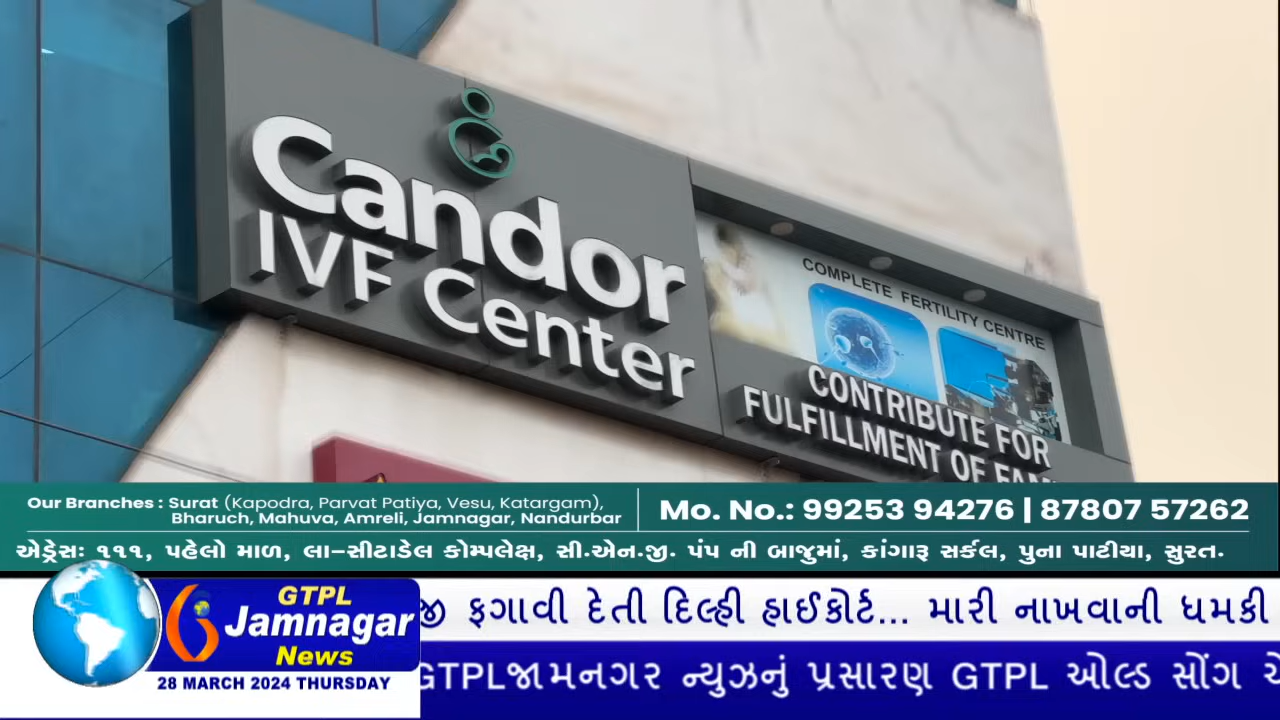 Candor
IVF Center
COMPLETE FERTILITY CENTRE
CONTRIBUTE FOR
FULFILLMENT OF
Our Branches : Surat (Kapodra, Parvat Patiya, Vesu, Katargam),
Bharuch, Mahuva, Amreli, Jamnagar, Nandurbar
Mo. No.: 99253 94276 | 87807 57262
એડ્રેસઃ ૧૧૧, પહેલો માળ, લા-સીટાડેલ કોમ્પલેક્ષ, સી.એન.જી. પંપ ની બાજુમાં, કાંગારૂ સર્કલ, પુના પાટીયા, સુરત.
GTPL
Jamnagar
News
28 MARCH 2024 THURSDAY
જી ફગાવી દેતી દિલ્હી હાઈકોર્ટ... મારી નાખવાની ધમકી
GTPLજામનગર ન્યુઝનું પ્રસારણ GTPL ઓલ્ડ સોંગ